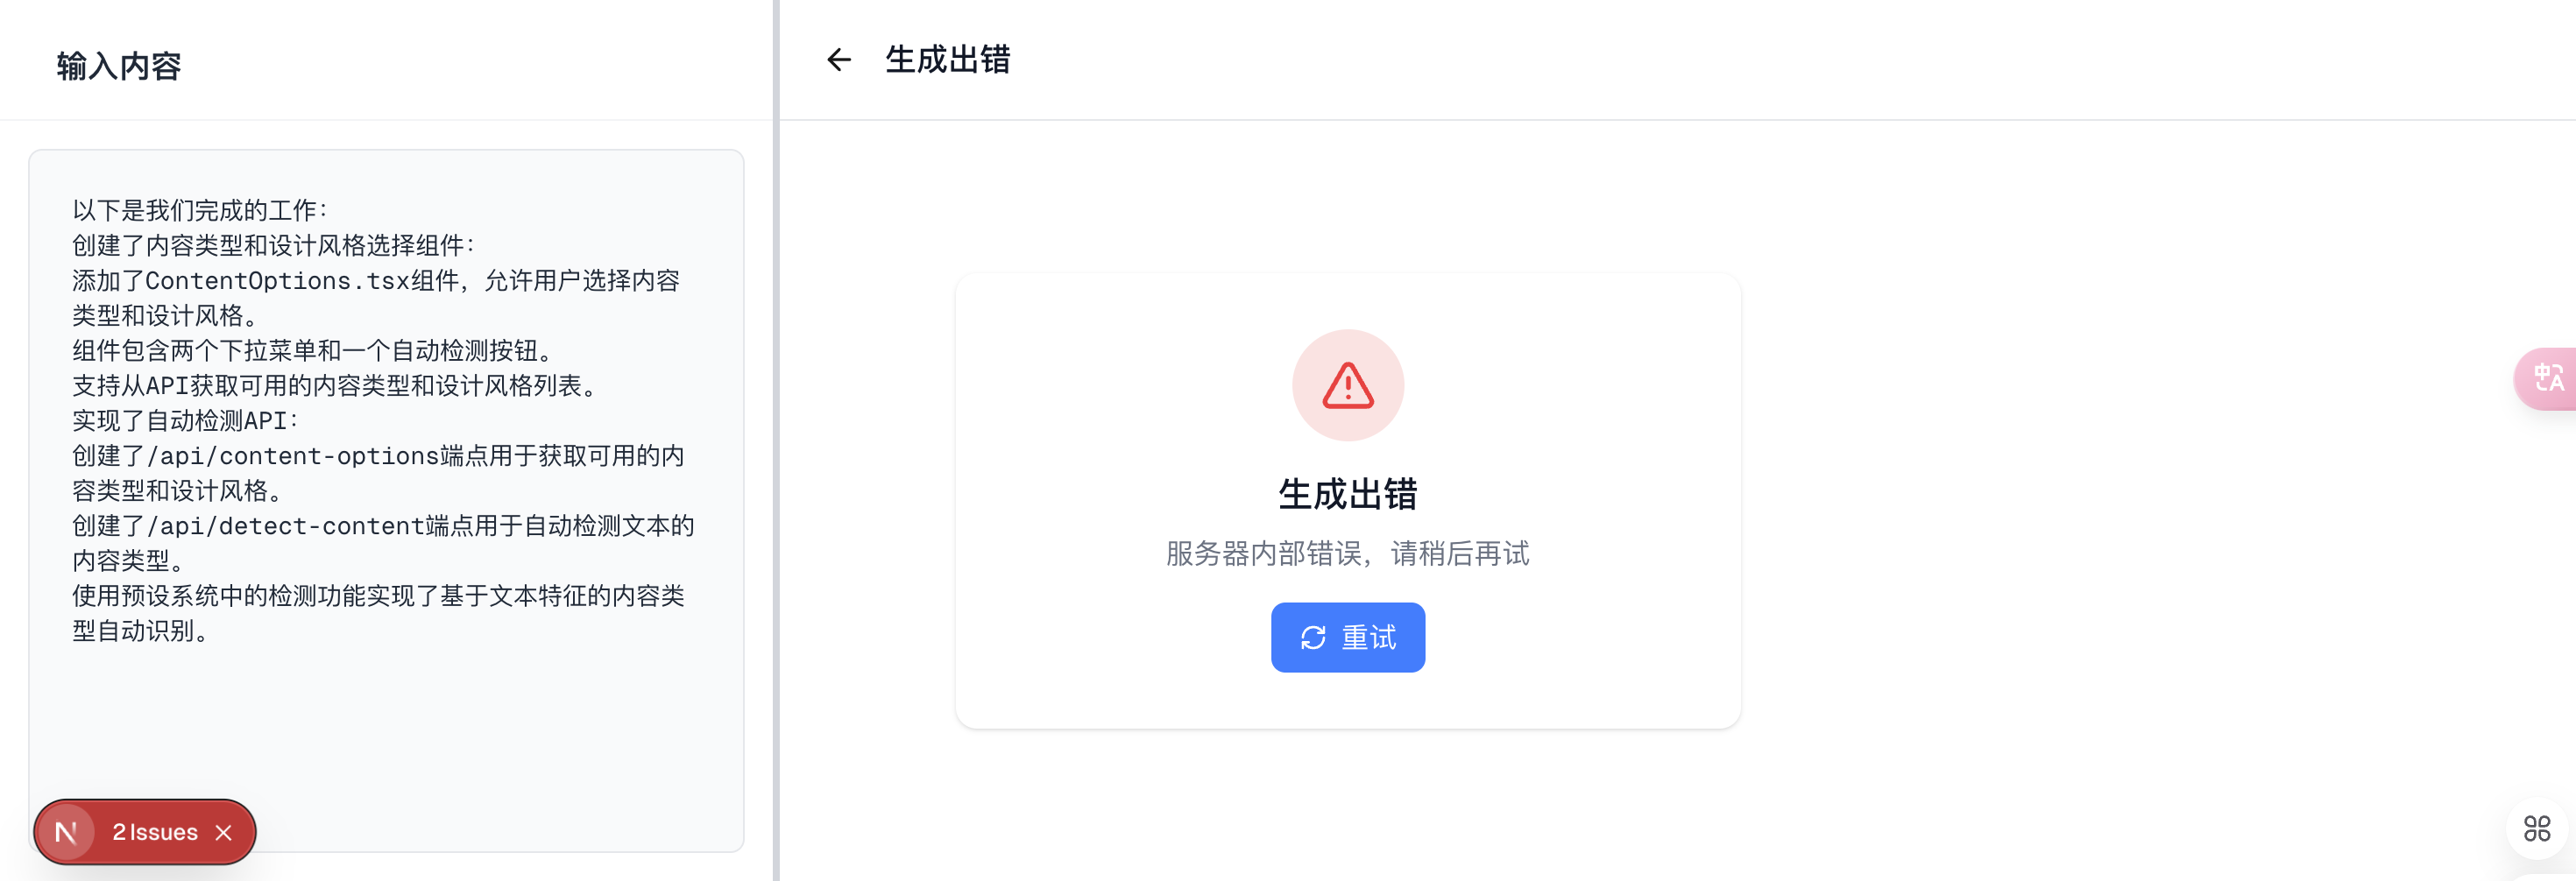 输入内容
以下是我们完成的工作：
创建了内容类型和设计风格选择组件：
添加了ContentOptions.tsx组件，允许用户选择内容
类型和设计风格。
组件包含两个下拉菜单和一个自动检测按钮。
支持从API获取可用的内容类型和设计风格列表。
实现了自动检测API：
创建了/api/content-options端点用于获取可用的内
容类型和设计风格。
创建了/api/detect-content端点用于自动检测文本的
内容类型。
使用预设系统中的检测功能实现了基于文本特征的内容类
型自动识别。
N 2 Issues
生成出错
生成出错
服务器内部错误，请稍后再试
重试
中A